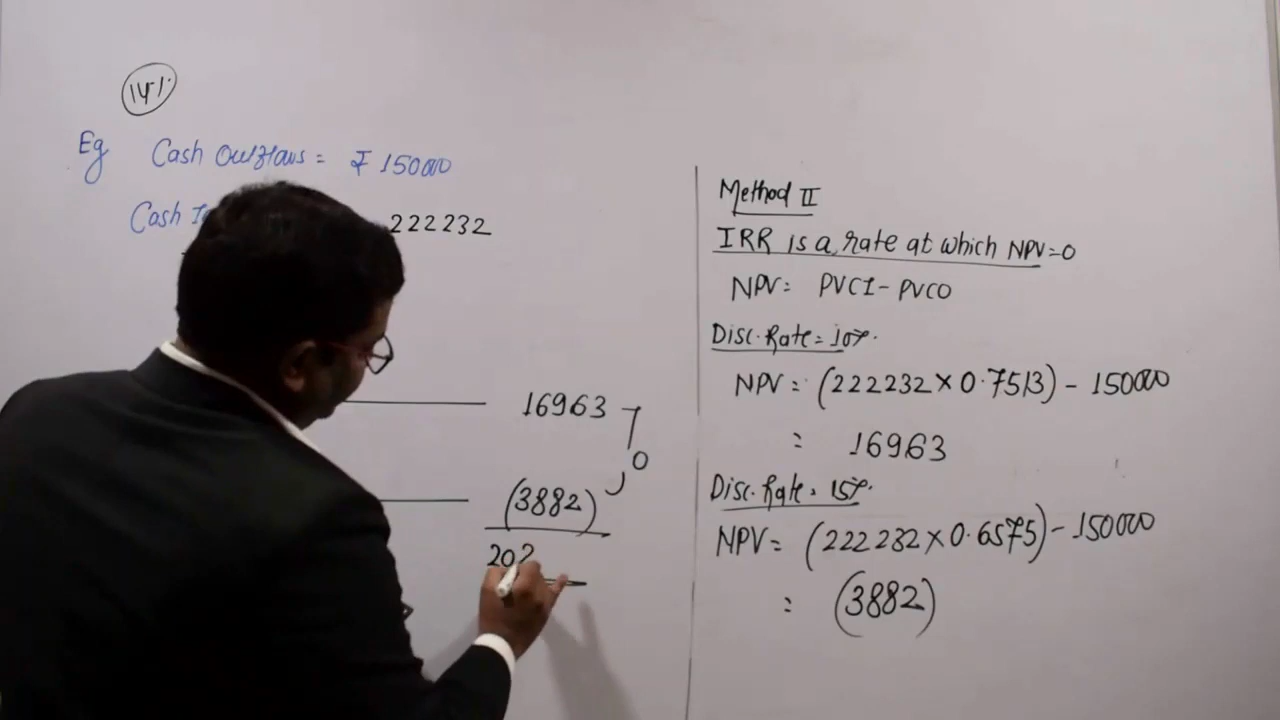 14%
Eg Cash Outflows = ₹ 150000
Cash 222232
16963
0
(3882)
202
Method II
IRR is a rate at which NPV=0
NPV= PVCI - PVCO
Disc. Rate = 10%.
NPV = (222232 × 0.7513) - 150000
= 16963
Disc. Rate = 15%.
NPV = (222232 × 0.6575) - 150000
= (3882)